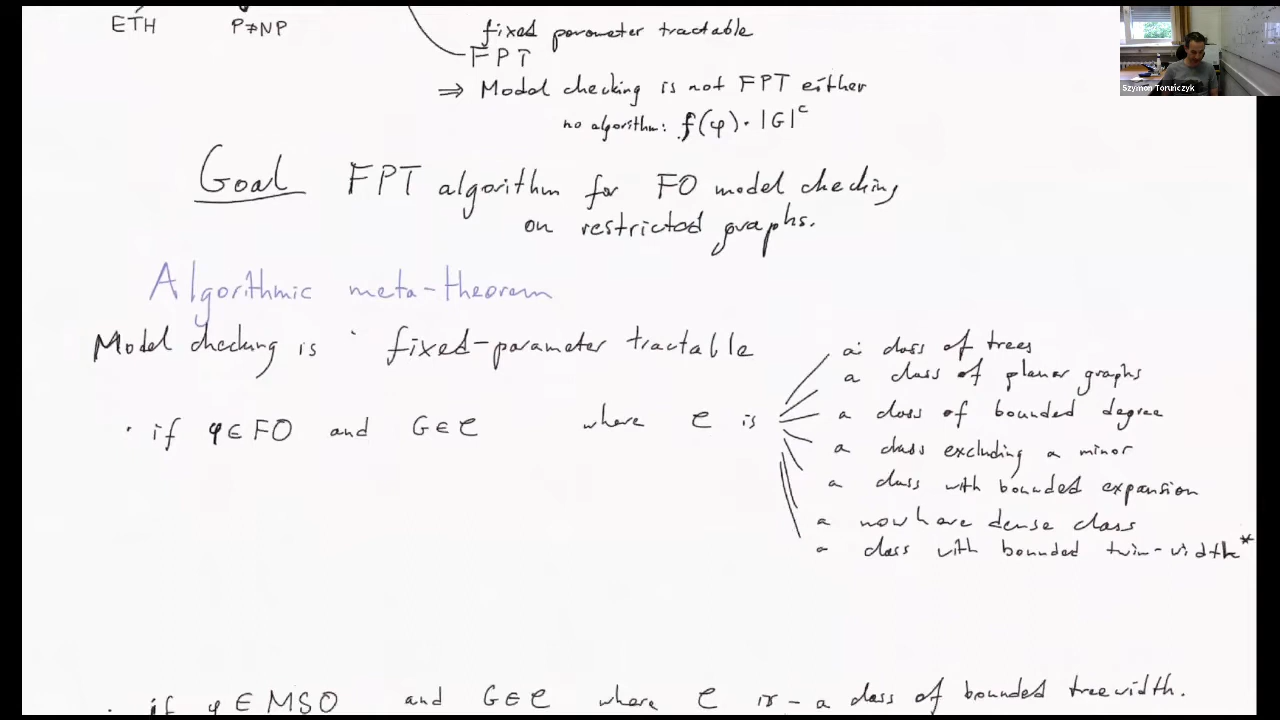 ETH P≠NP
fixed parameter tractable
FPT
⇒ Model checking is not FPT either
no algorithm: f(φ)·|G|^c
Szymon Toruńczyk
Goal FPT algorithm for FO model checking
on restricted graphs.
Algorithmic meta-theorem
Model checking is fixed-parameter tractable
· if φ∈FO and G∈C where C is
a class of trees
a class of planar graphs
a class of bounded degree
a class excluding a minor
a class with bounded expansion
a nowhere dense class
a class with bounded twin-width*
· if φ∈MSO and G∈C where C is - a class of bounded treewidth.